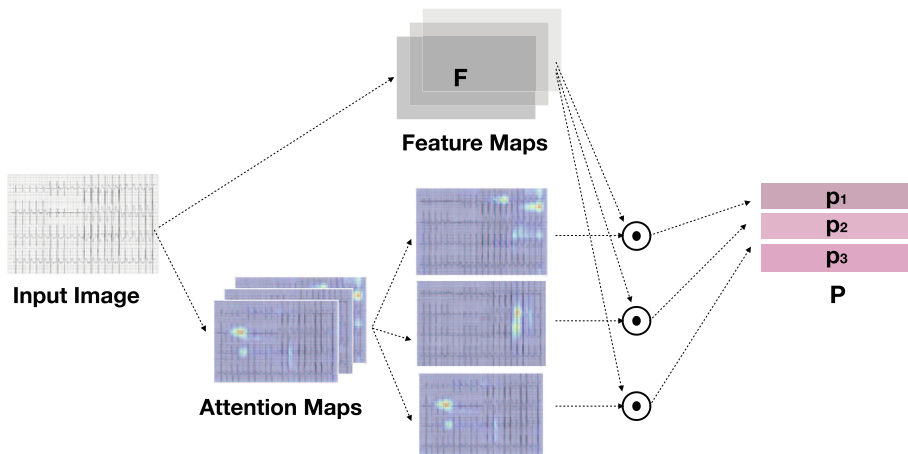 F
Feature Maps
Input Image
Attention Maps
p1
p2
p3
P